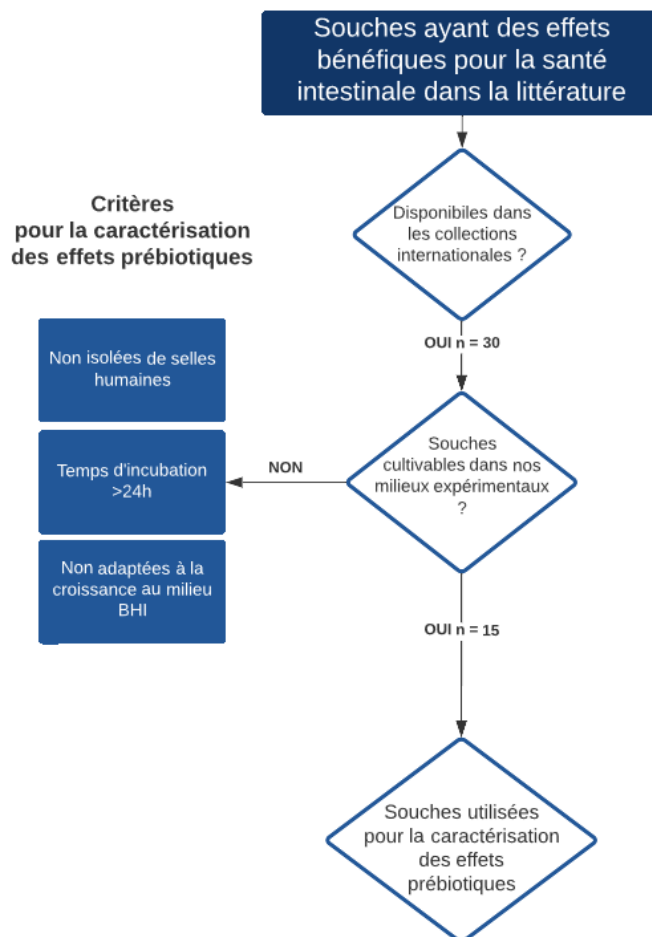 Souches ayant des effets
bénéfiques pour la santé
intestinale dans la littérature
Disponibiles dans
les collections
internationales ?
Critères
pour la caractérisation
des effets prébiotiques
OUI n = 30
Non isolées de selles
humaines
Souches
cultivables dans nos
milieux expérimentaux
?
NON
Temps d'incubation
>24h
Non adaptées à la
croissance au milieu
BHI
OUI n = 15
Souches utilisées
pour la caractérisation
des effets
prébiotiques